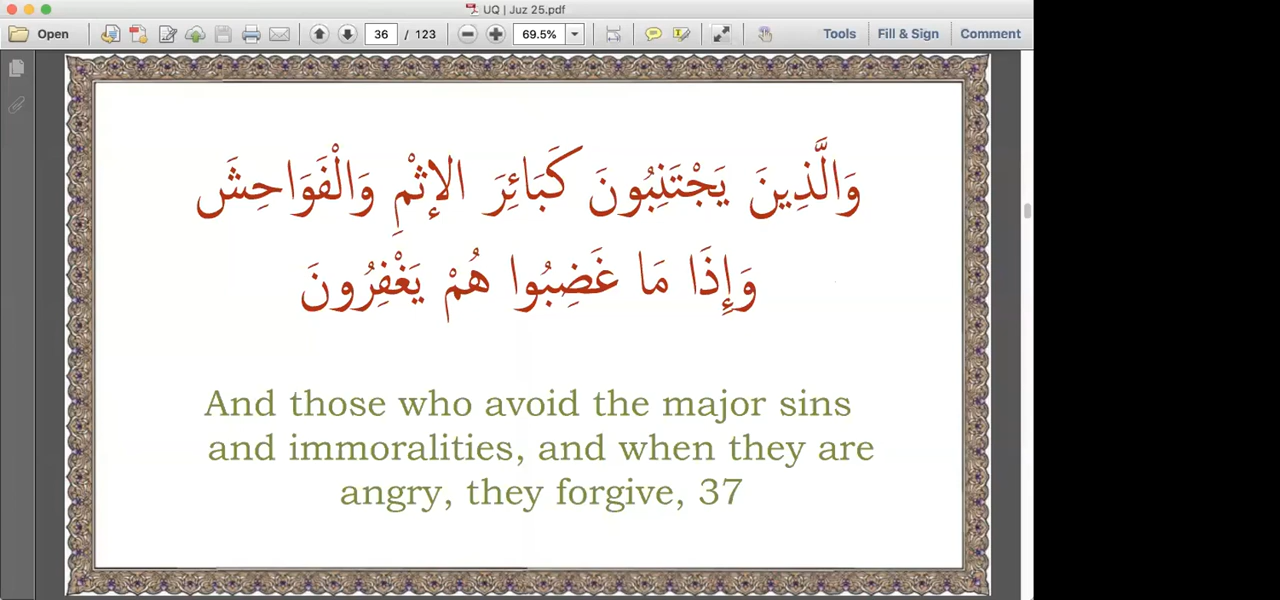 UQ | Juz 25.pdf
Open
36 / 123
69.5%
Tools
Fill & Sign
Comment
وَالَّذِينَ يَجْتَنِبُونَ كَبَائِرَ الإِثْمِ وَالْفَوَاحِشَ
وَإِذَا مَا غَضِبُوا هُمْ يَغْفِرُونَ
And those who avoid the major sins
and immoralities, and when they are
angry, they forgive, 37